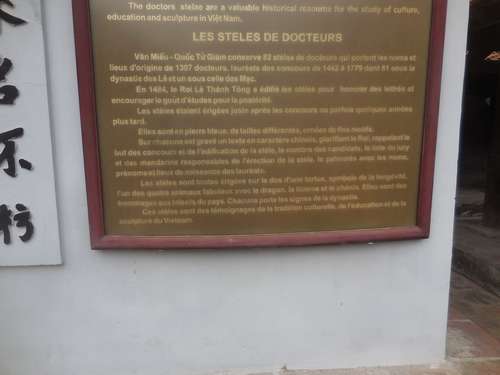 The doctors stelae are a valuable historical resource for the study of culture,
education and sculpture in Việt Nam.
LES STELES DE DOCTEURS
Văn Miếu - Quốc Tử Giám conserve 82 stèles de docteurs qui portent les noms et
lieux d'origine de 1307 docteurs, lauréats des concours de 1442 à 1779 dont 81 sous la
dynastie des Lê et un sous celle des Mạc.
En 1484, le Roi Lê Thánh Tông a édifié les stèles pour honorer des lettrés et
encourager le goût d'études pour la postérité.
Les stèles étaient érigées juste après les concours ou parfois quelques années
plus tard.
Elles sont en pierre bleue, de tailles différentes, ornées de fins motifs.
Sur chacune est gravé un texte en caractère chinois, glorifiant le Roi, rappelant le
but des concours et de l'édification de la stèle, le nombre des candidats, la liste du jury
et des mandarins responsables de l'érection de la stèle, le palmarès avec les noms,
prénoms et lieux de naissance des lauréats.
Les stèles sont toutes érigées sur le dos d'une tortue, symbole de la longévité,
l'un des quatre animaux fabuleux avec le dragon, la licorne et le phénix. Elles sont des
hommages aux talents du pays. Chacune porte les signes de la dynastie.
Ces stèles sont des témoignages de la tradition culturelle, de l'éducation et de la
sculpture du Vietnam.